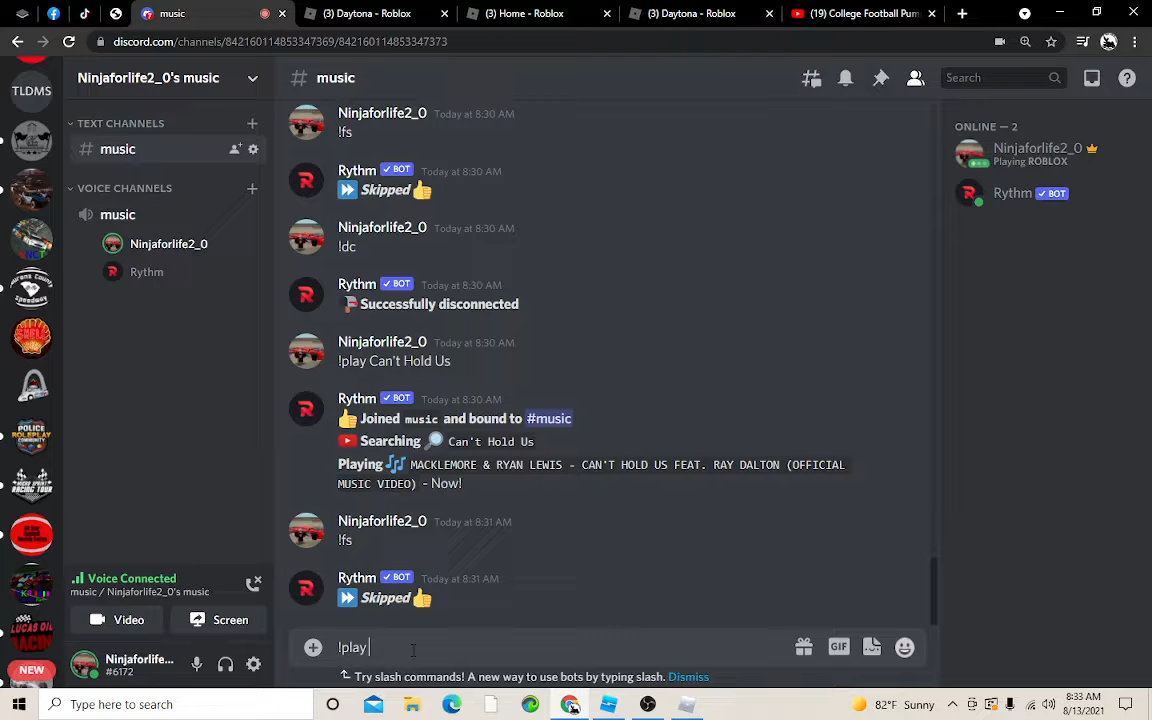 music
(3) Daytona - Roblox
(3) Home - Roblox
(3) Daytona - Roblox
(19) College Football Pum
discord.com/channels/842160114853347369/842160114853347373
TLDMS
Ninjaforlife2_0's music
# music
Search
TEXT CHANNELS
# music
VOICE CHANNELS
music
Ninjaforlife2_0
Rythm
Ninjaforlife2_0 Today at 8:30 AM
!fs
Rythm ✓ BOT Today at 8:30 AM
Skipped
Ninjaforlife2_0 Today at 8:30 AM
!dc
Rythm ✓ BOT Today at 8:30 AM
Successfully disconnected
Ninjaforlife2_0 Today at 8:30 AM
!play Can't Hold Us
Rythm ✓ BOT Today at 8:30 AM
Joined music and bound to #music
Searching Can't Hold Us
Playing MACKLEMORE & RYAN LEWIS - CAN'T HOLD US FEAT. RAY DALTON (OFFICIAL
MUSIC VIDEO) - Now!
Ninjaforlife2_0 Today at 8:31 AM
!fs
Rythm ✓ BOT Today at 8:31 AM
Skipped
!play
GIF
Try slash commands! A new way to use bots by typing slash. Dismiss
ONLINE — 2
Ninjaforlife2_0
Playing ROBLOX
Rythm ✓ BOT
SHELL
POLICE
ROLEPLAY
LUCAS OIL
RACING
NEW
Voice Connected
music / Ninjaforlife2_0's music
Video
Screen
Ninjaforlife...
#6172
Type here to search
82°F Sunny
8:33 AM
8/13/2021